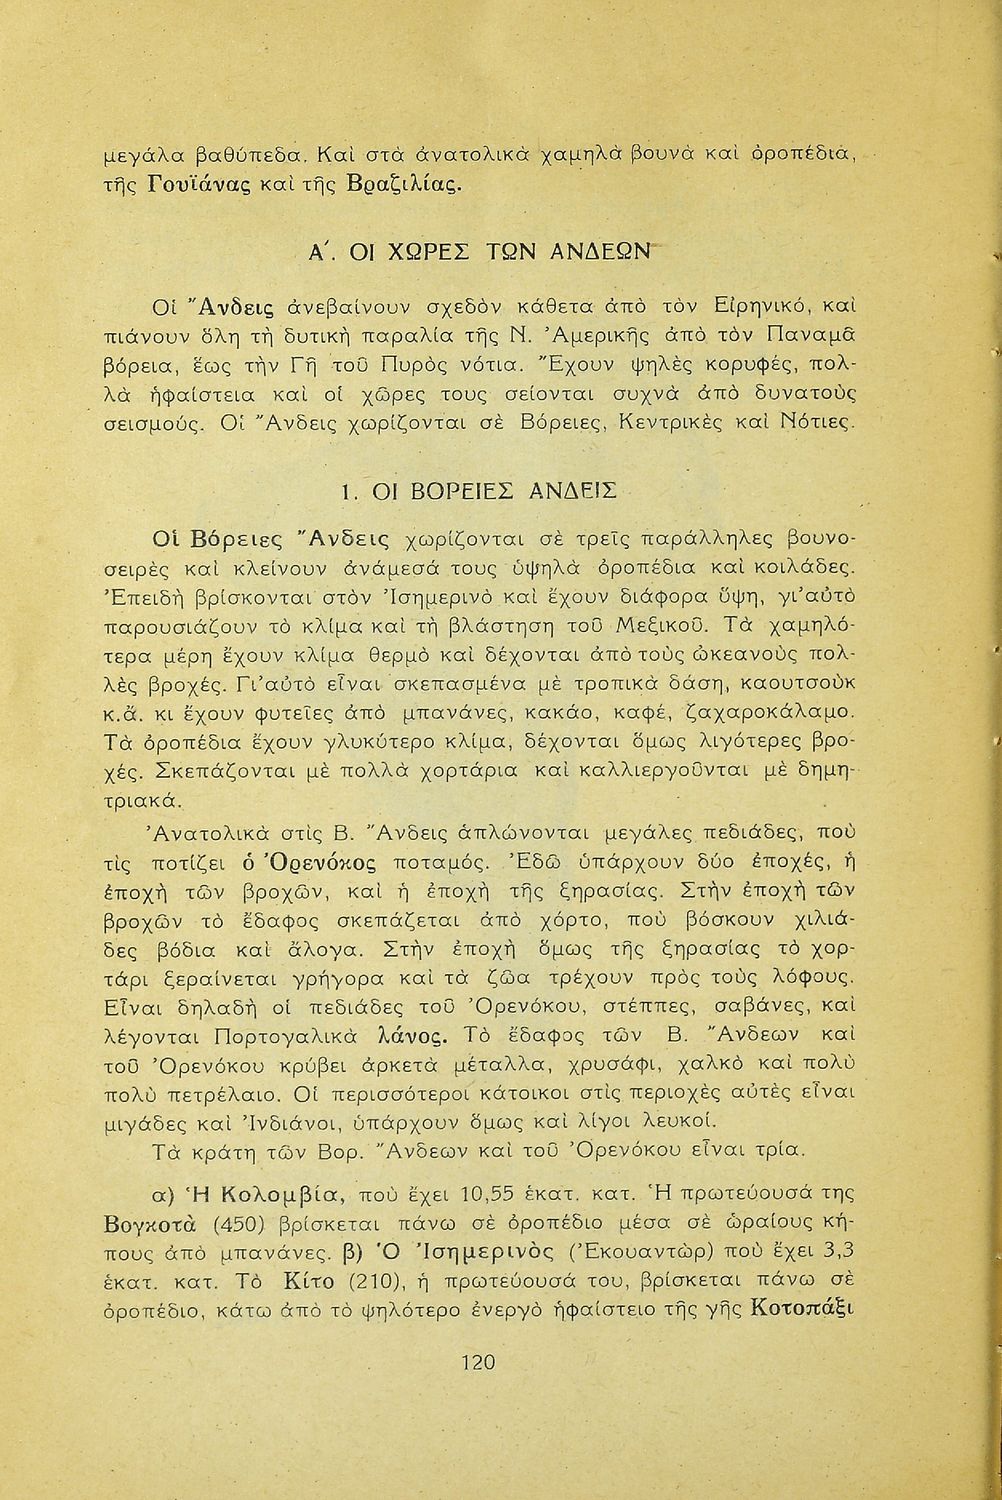 μεγάλα βαθύπεδα. Καὶ στὰ ἀνατολικὰ χαμηλὰ βουνὰ καὶ ὀροπέδια,
τῆς Γουϊάνας καὶ τῆς Βραζιλίας.
Α΄. ΟΙ ΧΩΡΕΣ ΤΩΝ ΑΝΔΕΩΝ
Οἱ Ἄνδεις ἀνεβαίνουν σχεδὸν κάθετα ἀπὸ τὸν Εἰρηνικό, καὶ
πιάνουν ὅλη τὴ δυτικὴ παραλία τῆς Ν. Ἀμερικῆς ἀπὸ τὸν Παναμᾶ
βόρεια, ἕως τὴν Γῆ τοῦ Πυρὸς νότια. Ἔχουν ψηλὲς κορυφές, πολ-
λὰ ἡφαίστεια καὶ οἱ χῶρες τους σείονται συχνὰ ἀπὸ δυνατοὺς
σεισμούς. Οἱ Ἄνδεις χωρίζονται σὲ Βόρειες, Κεντρικὲς καὶ Νότιες.
1. ΟΙ ΒΟΡΕΙΕΣ ΑΝΔΕΙΣ
Οἱ Βόρειες Ἄνδεις χωρίζονται σὲ τρεῖς παράλληλες βουνο-
σειρὲς καὶ κλείνουν ἀνάμεσά τους ὑψηλὰ ὀροπέδια καὶ κοιλάδες.
Ἐπειδὴ βρίσκονται στὸν Ἰσημερινὸ καὶ ἔχουν διάφορα ὕψη, γι'αὐτὸ
παρουσιάζουν τὸ κλίμα καὶ τὴ βλάστηση τοῦ Μεξικοῦ. Τὰ χαμηλό-
τερα μέρη ἔχουν κλίμα θερμὸ καὶ δέχονται ἀπὸ τοὺς ὠκεανοὺς πολ-
λὲς βροχές. Γι'αὐτὸ εἶναι σκεπασμένα μὲ τροπικὰ δάση, καουτσοὺκ
κ.ἄ. κι ἔχουν φυτεῖες ἀπὸ μπανάνες, κακάο, καφέ, ζαχαροκάλαμο.
Τὰ ὀροπέδια ἔχουν γλυκύτερο κλίμα, δέχονται ὅμως λιγότερες βρο-
χές. Σκεπάζονται μὲ πολλὰ χορτάρια καὶ καλλιεργοῦνται μὲ δημη-
τριακά.
Ἀνατολικὰ στὶς Β. Ἄνδεις ἁπλώνονται μεγάλες πεδιάδες, ποὺ
τὶς ποτίζει ὁ Ὀρενόκος ποταμός. Ἐδῶ ὑπάρχουν δύο ἐποχές, ἡ
ἐποχὴ τῶν βροχῶν, καὶ ἡ ἐποχὴ τῆς ξηρασίας. Στὴν ἐποχὴ τῶν
βροχῶν τὸ ἔδαφος σκεπάζεται ἀπὸ χόρτο, ποὺ βόσκουν χιλιά-
δες βόδια καὶ ἄλογα. Στὴν ἐποχὴ ὅμως τῆς ξηρασίας τὸ χορ-
τάρι ξεραίνεται γρήγορα καὶ τὰ ζῶα τρέχουν πρὸς τοὺς λόφους.
Εἶναι δηλαδὴ οἱ πεδιάδες τοῦ Ὀρενόκου, στέππες, σαβάνες, καὶ
λέγονται Πορτογαλικὰ λάνος. Τὸ ἔδαφος τῶν Β. Ἄνδεων καὶ
τοῦ Ὀρενόκου κρύβει ἀρκετὰ μέταλλα, χρυσάφι, χαλκὸ καὶ πολὺ
πολὺ πετρέλαιο. Οἱ περισσότεροι κάτοικοι στὶς περιοχὲς αὐτὲς εἶναι
μιγάδες καὶ Ἰνδιάνοι, ὑπάρχουν ὅμως καὶ λίγοι λευκοί.
Τὰ κράτη τῶν Βορ. Ἄνδεων καὶ τοῦ Ὀρενόκου εἶναι τρία.
α) Ἡ Κολομβία, ποὺ ἔχει 10,55 ἑκατ. κατ. Ἡ πρωτεύουσά της
Βογκοτὰ (450) βρίσκεται πάνω σὲ ὀροπέδιο μέσα σὲ ὡραίους κή-
πους ἀπὸ μπανάνες. β) Ὁ Ἰσημερινὸς (Ἐκουαντὼρ) ποὺ ἔχει 3,3
ἑκατ. κατ. Τὸ Κίτο (210), ἡ πρωτεύουσά του, βρίσκεται πάνω σὲ
ὀροπέδιο, κάτω ἀπὸ τὸ ψηλότερο ἐνεργὸ ἡφαίστειο τῆς γῆς Κοτοπάξι
120